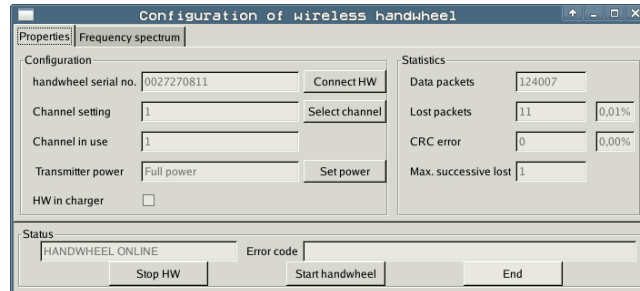 Configuration of wireless handwheel
Properties Frequency spectrum
Configuration
handwheel serial no. 0027270811 Connect HW
Channel setting 1 Select channel
Channel in use 1
Transmitter power Full power Set power
HW in charger
Statistics
Data packets 124007
Lost packets 11 0,01%
CRC error 0 0,00%
Max. successive lost 1
Status
HANDWHEEL ONLINE Error code
Stop HW Start handwheel End